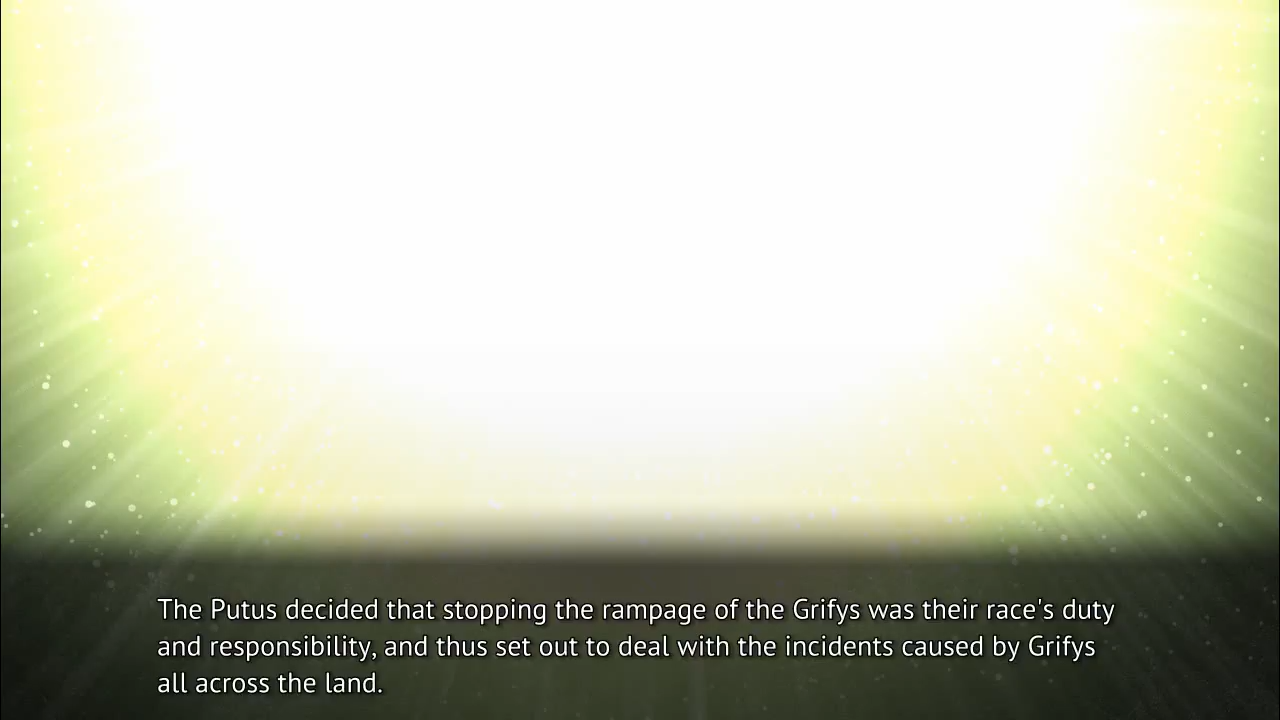 The Putus decided that stopping the rampage of the Grifys was their race's duty
and responsibility, and thus set out to deal with the incidents caused by Grifys
all across the land.